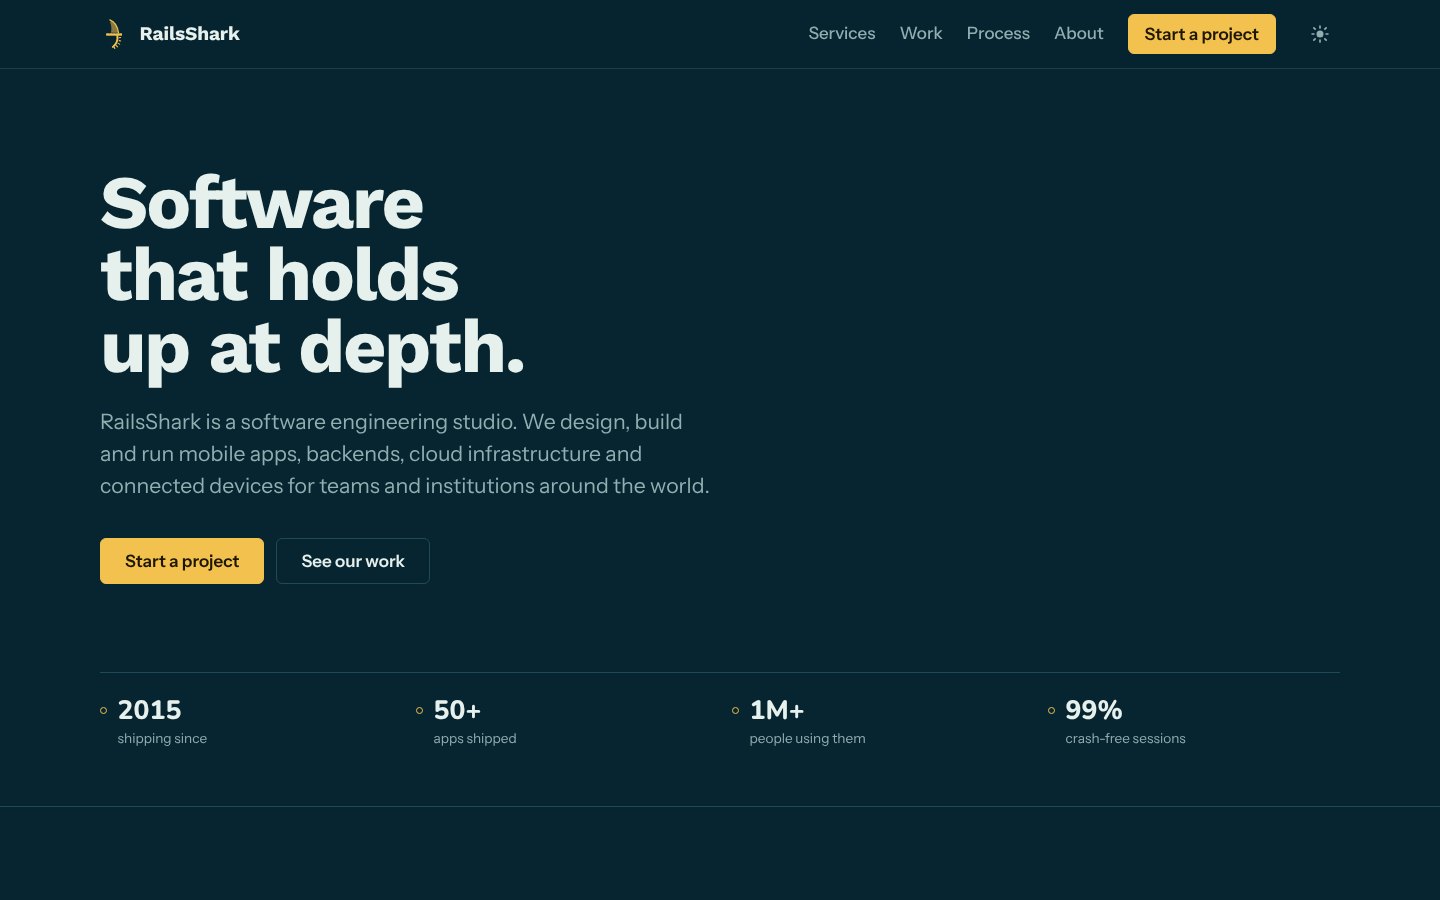 RailsShark
Services
Work
Process
About
Start a project
Software
that holds
up at depth.
RailsShark is a software engineering studio. We design, build
and run mobile apps, backends, cloud infrastructure and
connected devices for teams and institutions around the world.
Start a project
See our work
2015
shipping since
50+
apps shipped
1M+
people using them
99%
crash-free sessions